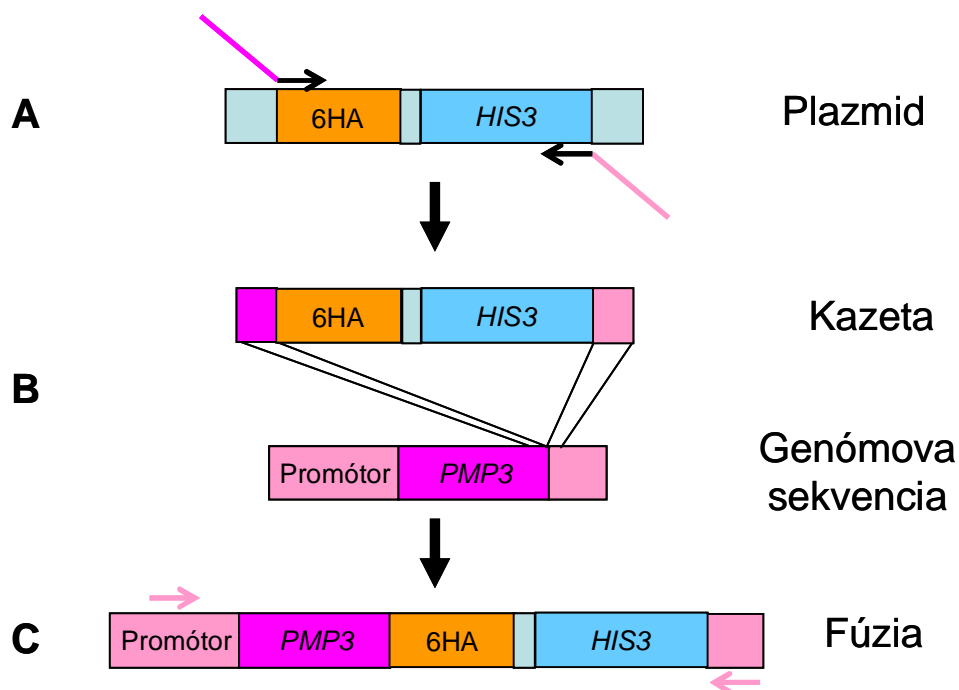 A
6HA
HIS3
Plazmid
6HA
HIS3
Kazeta
B
Promótor
PMP3
Genómova
sekvencia
C
Promótor
PMP3
6HA
HIS3
Fúzia